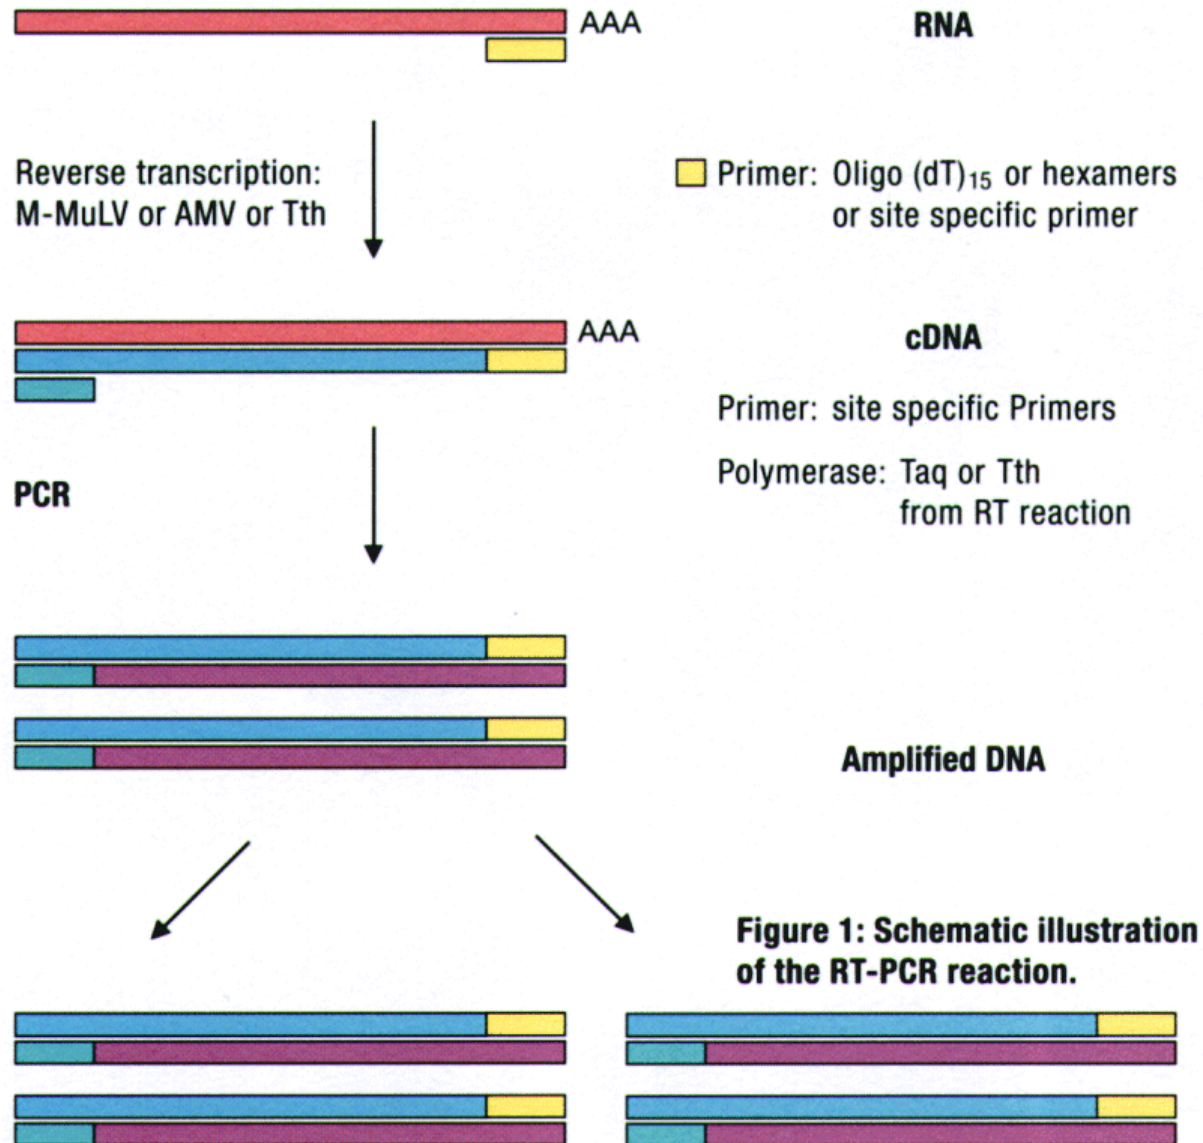 AAA
RNA
Reverse transcription:
M-MuLV or AMV or Tth
Primer: Oligo (dT)₁₅ or hexamers
or site specific primer
AAA
cDNA
Primer: site specific Primers
Polymerase: Taq or Tth
from RT reaction
PCR
Amplified DNA
Figure 1: Schematic illustration
of the RT-PCR reaction.